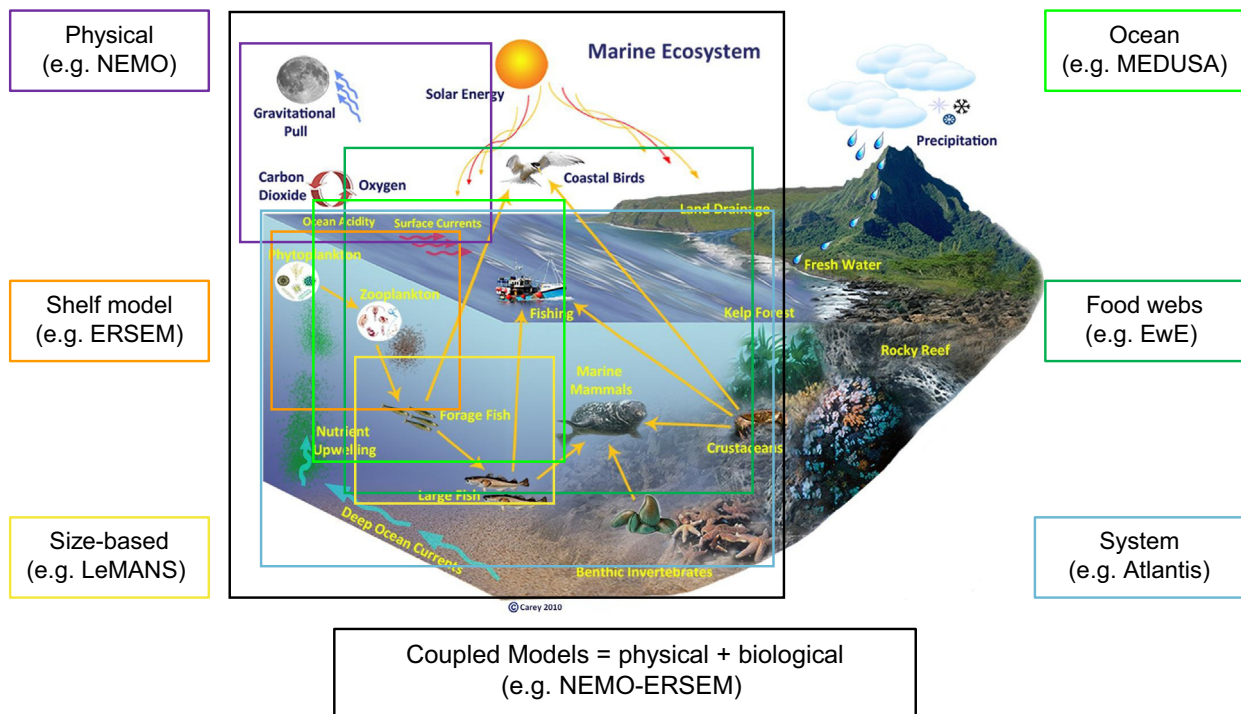 Physical
(e.g. NEMO)
Ocean
(e.g. MEDUSA)
Marine Ecosystem
Solar Energy
Gravitational
Pull
Precipitation
Carbon
Dioxide
Oxygen
Coastal Birds
Ocean Acidity
Surface Currents
Land Drainage
Phytoplankton
Fresh Water
Shelf model
(e.g. ERSEM)
Zooplankton
Fishing
Kelp Forest
Food webs
(e.g. EwE)
Rocky Reef
Marine
Mammals
Forage Fish
Nutrient
Upwelling
Crustaceans
Large Fish
Deep Ocean Currents
Size-based
(e.g. LeMANS)
System
(e.g. Atlantis)
Benthic Invertebrates
© Carey 2010
Coupled Models = physical + biological
(e.g. NEMO-ERSEM)